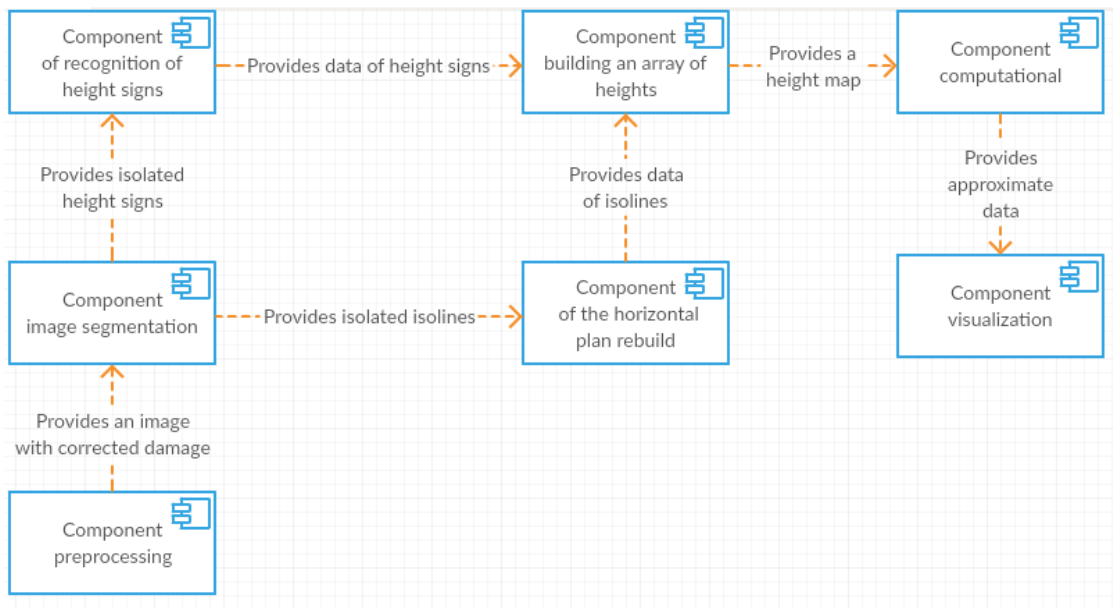 Component
of recognition of
height signs
Provides data of height signs
Component
building an array of
heights
Provides a
height map
Component
computational
Provides isolated
height signs
Provides data
of isolines
Provides
approximate
data
Component
image segmentation
Provides isolated isolines
Component
of the horizontal
plan rebuild
Component
visualization
Provides an image
with corrected damage
Component
preprocessing